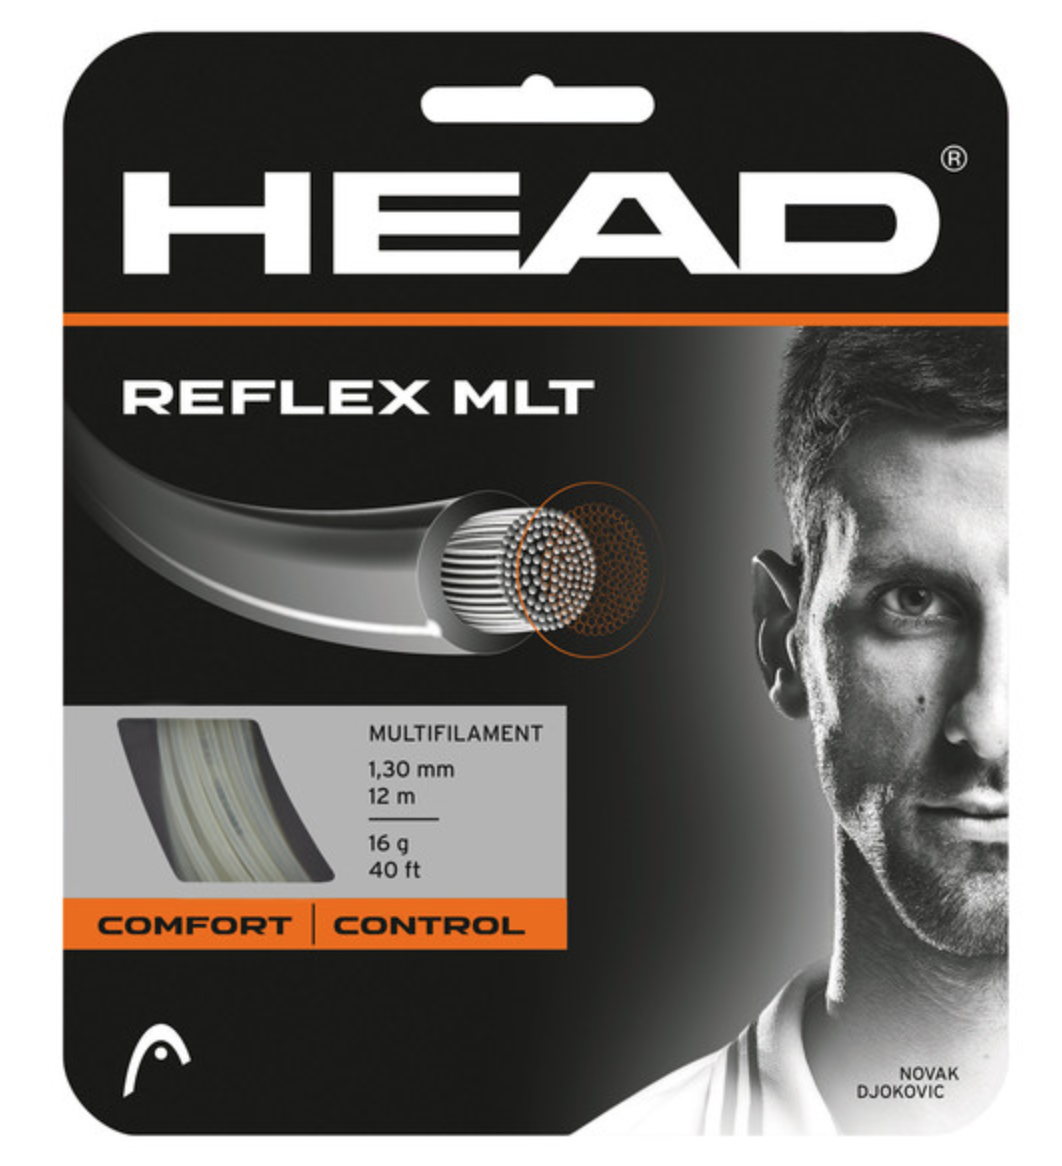 HEAD®
REFLEX MLT
MULTIFILAMENT
1,30 mm
12 m
16 g
40 ft
COMFORT | CONTROL
NOVAK
DJOKOVIC